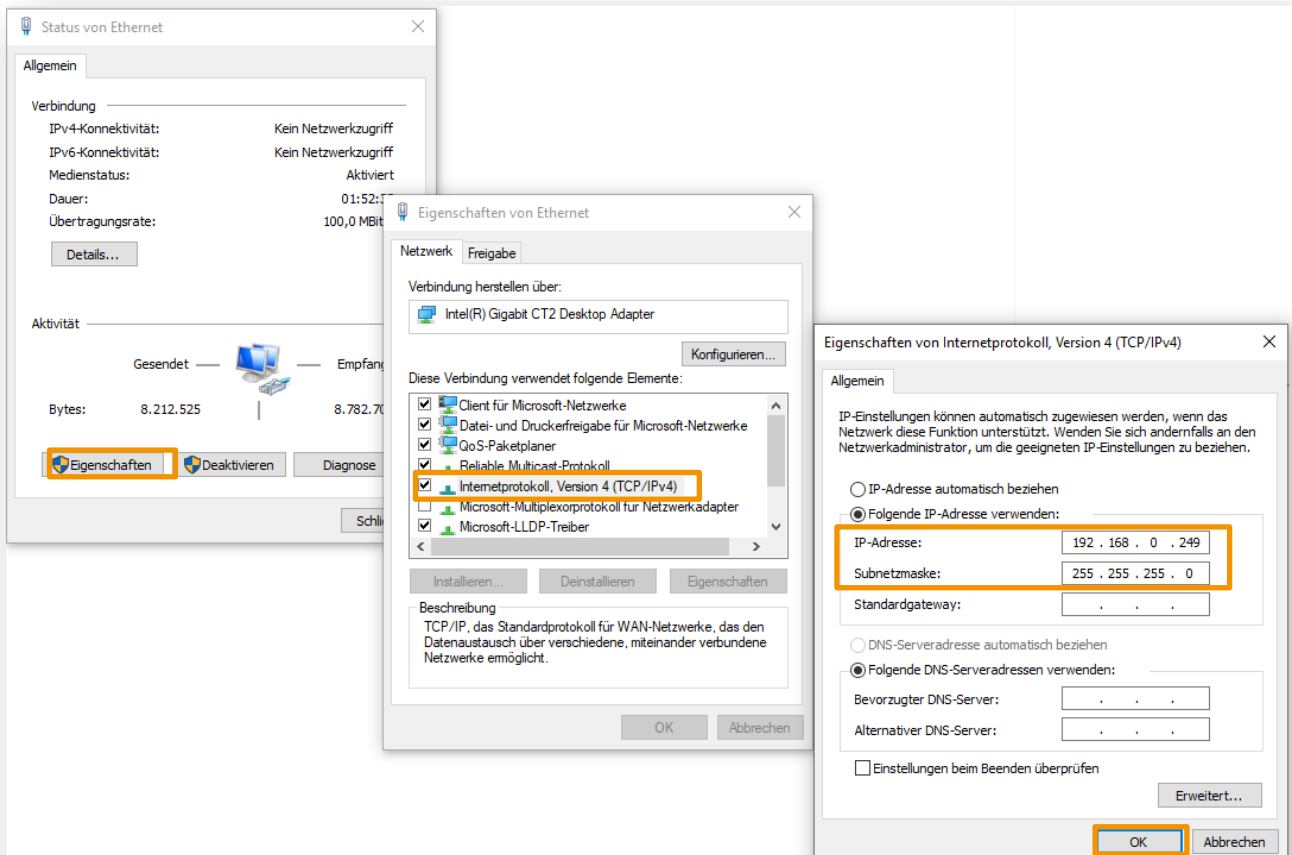 Status von Ethernet
Allgemein
Verbindung
IPv4-Konnektivität: Kein Netzwerkzugriff
IPv6-Konnektivität: Kein Netzwerkzugriff
Medienstatus: Aktiviert
Dauer: 01:52:
Übertragungsrate: 100,0 MBit
Details...
Aktivität
Gesendet Empfang
Bytes: 8.212.525 8.782.70
Eigenschaften Deaktivieren Diagnose
Schli
Eigenschaften von Ethernet
Netzwerk Freigabe
Verbindung herstellen über:
Intel(R) Gigabit CT2 Desktop Adapter
Konfigurieren...
Diese Verbindung verwendet folgende Elemente:
Client für Microsoft-Netzwerke
Datei- und Druckerfreigabe für Microsoft-Netzwerke
QoS-Paketplaner
Reliable Multicast-Protokoll
Internetprotokoll, Version 4 (TCP/IPv4)
Microsoft-Multiplexorprotokoll für Netzwerkadapter
Microsoft-LLDP-Treiber
Installieren... Deinstallieren Eigenschaften
Beschreibung
TCP/IP, das Standardprotokoll für WAN-Netzwerke, das den
Datenaustausch über verschiedene, miteinander verbundene
Netzwerke ermöglicht.
OK Abbrechen
Eigenschaften von Internetprotokoll, Version 4 (TCP/IPv4)
Allgemein
IP-Einstellungen können automatisch zugewiesen werden, wenn das
Netzwerk diese Funktion unterstützt. Wenden Sie sich andernfalls an den
Netzwerkadministrator, um die geeigneten IP-Einstellungen zu beziehen.
IP-Adresse automatisch beziehen
Folgende IP-Adresse verwenden:
IP-Adresse: 192 . 168 . 0 . 249
Subnetzmaske: 255 . 255 . 255 . 0
Standardgateway: . . .
DNS-Serveradresse automatisch beziehen
Folgende DNS-Serveradressen verwenden:
Bevorzugter DNS-Server: . . .
Alternativer DNS-Server: . . .
Einstellungen beim Beenden überprüfen
Erweitert...
OK Abbrechen